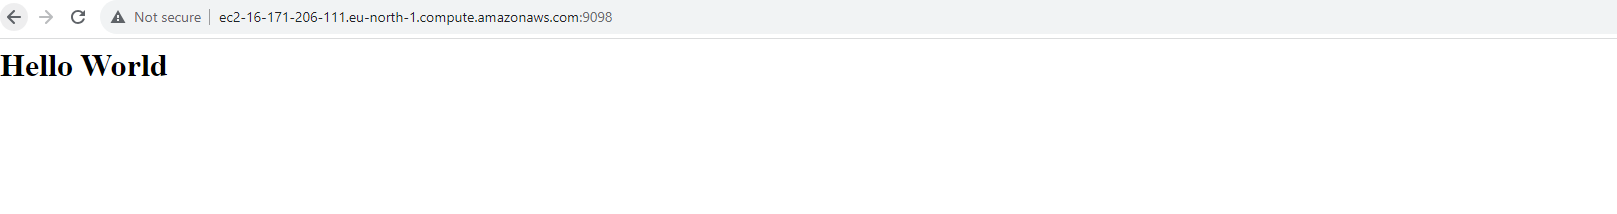 Not secure ec2-16-171-206-111.eu-north-1.compute.amazonaws.com:9098
Hello World